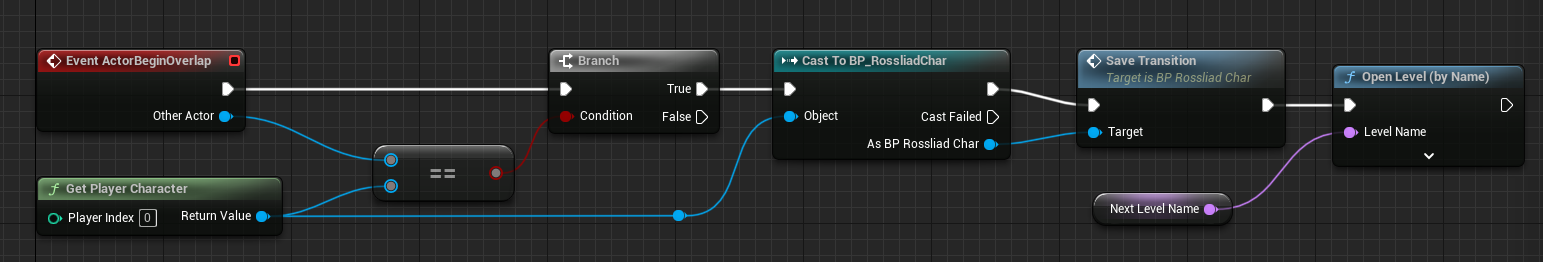 Event ActorBeginOverlap
Other Actor
Get Player Character
Player Index 0 Return Value
==
Branch
True
Condition False
Cast To BP_RossliadChar
Object Cast Failed
As BP Rossliad Char
Save Transition
Target is BP Rossliad Char
Target
Next Level Name
Open Level (by Name)
Level Name